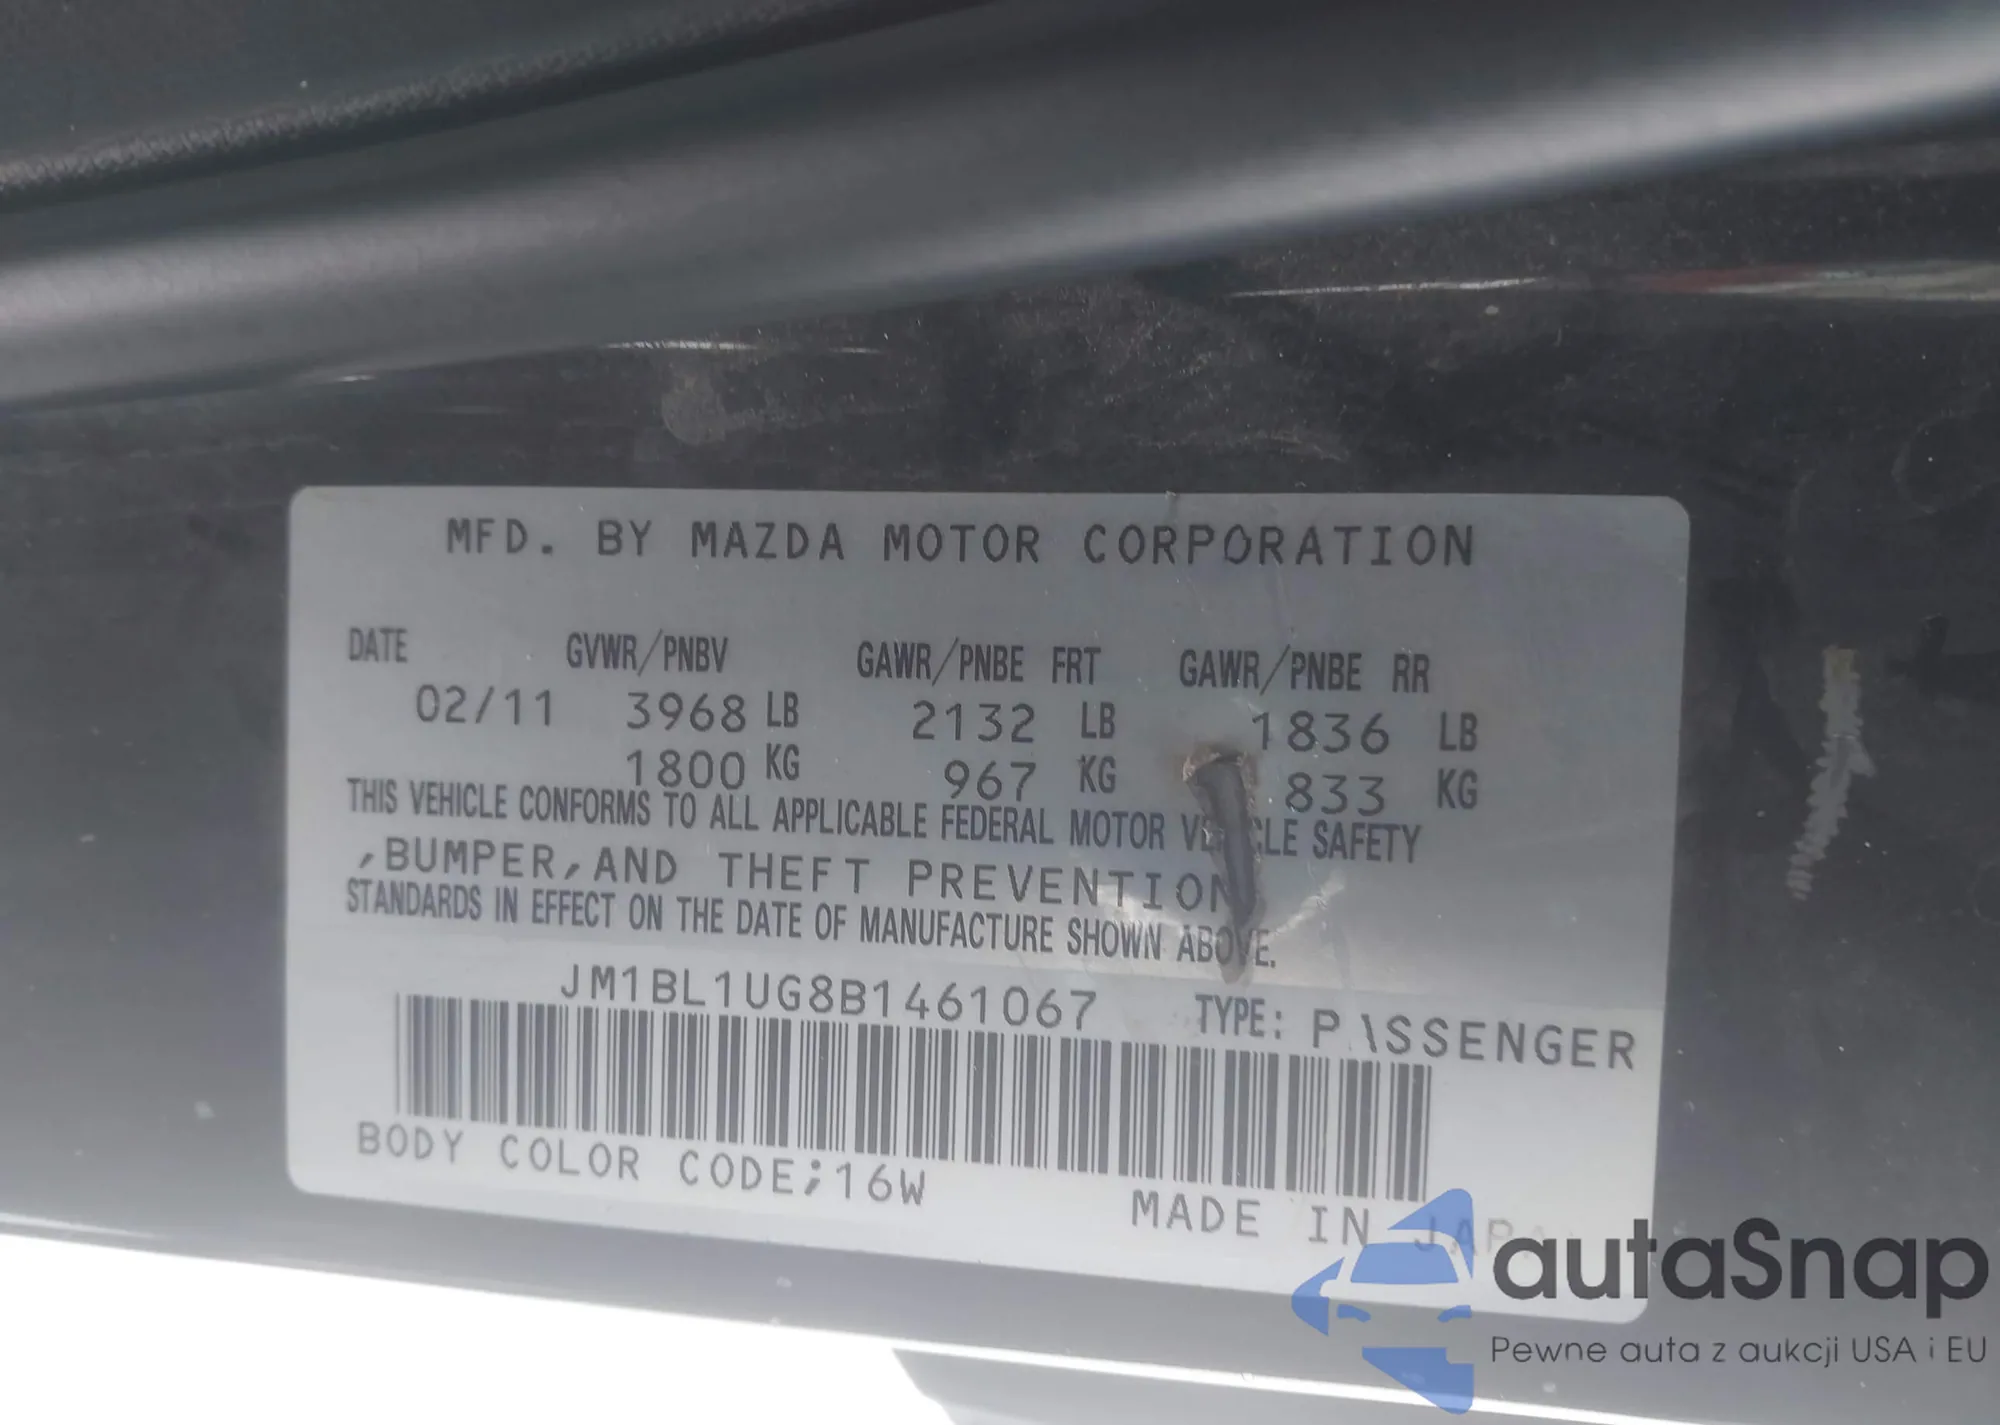 MFD. BY MAZDA MOTOR CORPORATION
DATE GVWR/PNBV GAWR/PNBE FRT GAWR/PNBE RR
02/11 3968 LB 2132 LB 1836 LB
1800 KG 967 KG 833 KG
THIS VEHICLE CONFORMS TO ALL APPLICABLE FEDERAL MOTOR VEHICLE SAFETY
,BUMPER,AND THEFT PREVENTION
STANDARDS IN EFFECT ON THE DATE OF MANUFACTURE SHOWN ABOVE.
JM1BL1UG8B1461067 TYPE: PASSENGER
BODY COLOR CODE;16W
MADE IN JAPAN
autaSnap
Pewne auta z aukcji USA i EU